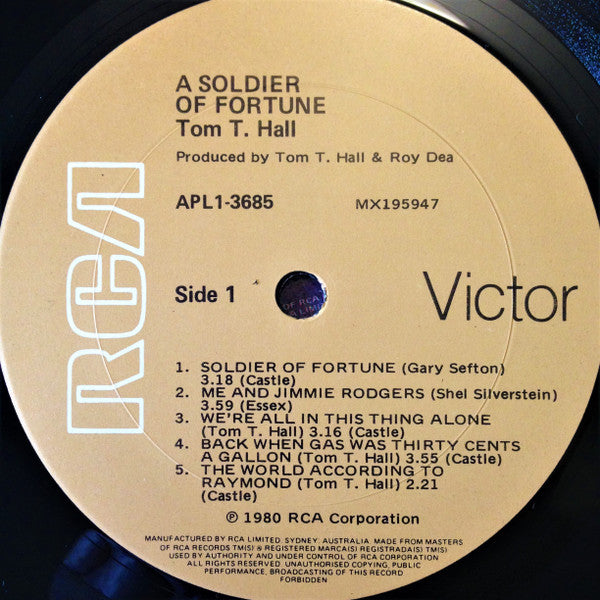 A SOLDIER
OF FORTUNE
Tom T. Hall
Produced by Tom T. Hall & Roy Dea
APL1-3685 MX195947
RCA
Side 1
OF RCA
LIMIT
Victor
1. SOLDIER OF FORTUNE (Gary Sefton)
3.18 (Castle)
2. ME AND JIMMIE RODGERS (Shel Silverstein)
3.59 (Essex)
3. WE'RE ALL IN THIS THING ALONE
(Tom T. Hall) 3.16 (Castle)
4. BACK WHEN GAS WAS THIRTY CENTS
A GALLON (Tom T. Hall) 3.55 (Castle)
5. THE WORLD ACCORDING TO
RAYMOND (Tom T. Hall) 2.21
(Castle)
℗ 1980 RCA Corporation
MANUFACTURED BY RCA LIMITED. SYDNEY. AUSTRALIA. MADE FROM MASTERS
OF RCA RECORDS TM(S) & REGISTERED MARCA(S) REGISTRADA(S) TM(S)
USED BY AUTHORITY AND UNDER CONTROL OF RCA CORPORATION
ALL RIGHTS RESERVED. UNAUTHORISED COPYING, PUBLIC
PERFORMANCE, BROADCASTING OF THIS RECORD
FORBIDDEN